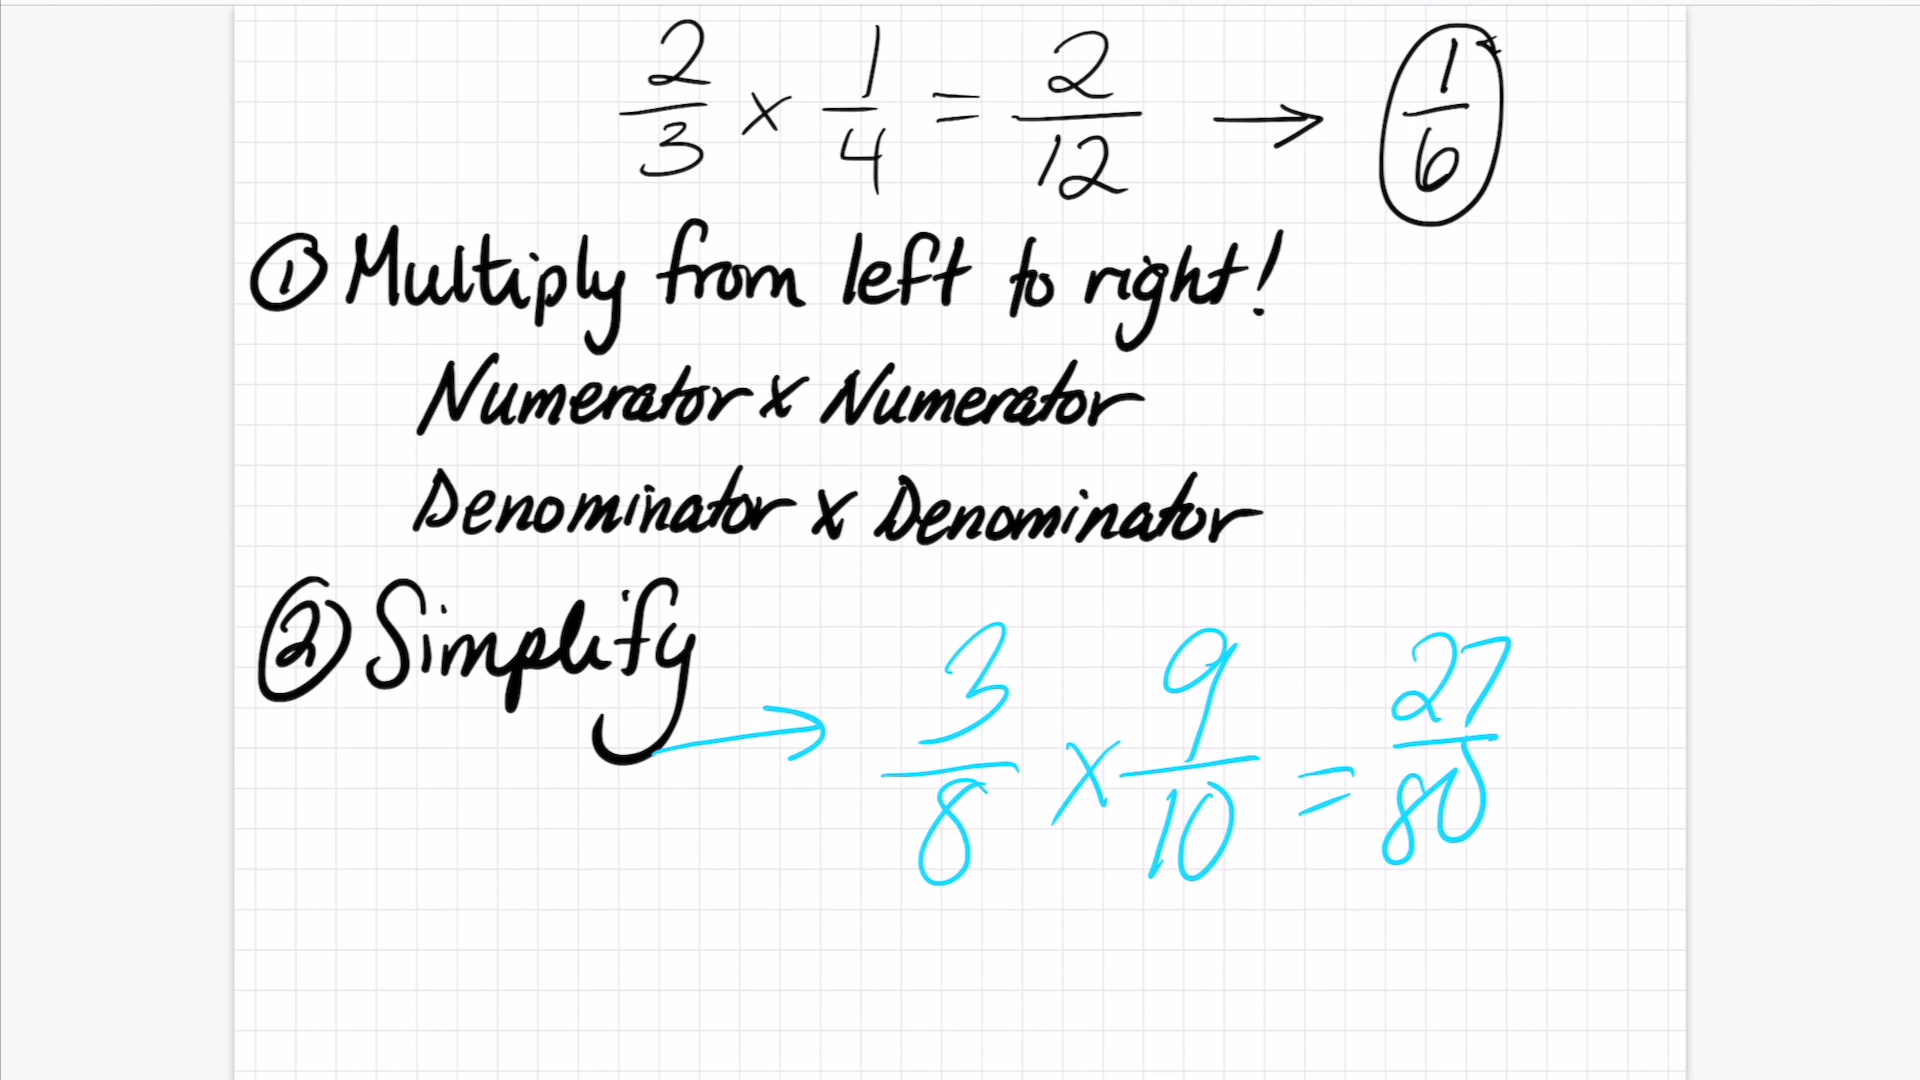 2/3 × 1/4 = 2/12 → 1/6
① Multiply from left to right!
Numerator × Numerator
Denominator × Denominator
② Simplify
→ 3/8 × 9/10 = 27/80